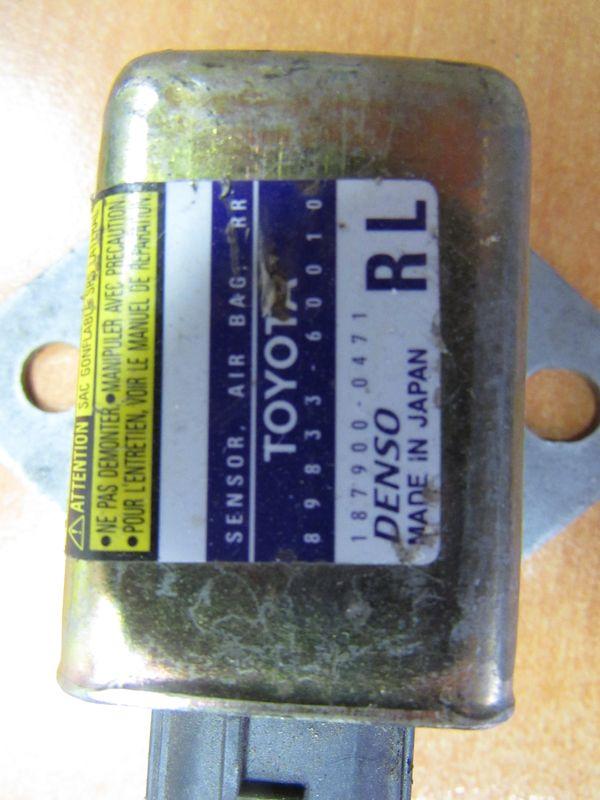 ⚠ATTENTION SAC GONFLABLE
•NE PAS DEMONTER.•MANIPULER AVEC PRECAUTION
•POUR L'ENTRETIEN, VOIR LE MANUEL DE REPARATION
SENSOR, AIR BAG, RR
TOYOTA
89833-60010
187900-0471
DENSO RL
MADE IN JAPAN